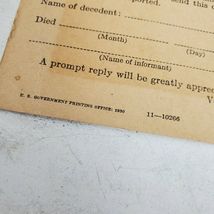 ported. send this c
Name of decedent:
Died
(Month) (Day)
(Name of informant)
A prompt reply will be greatly appre
V
U. S. GOVERNMENT PRINTING OFFICE: 1930 11—10206